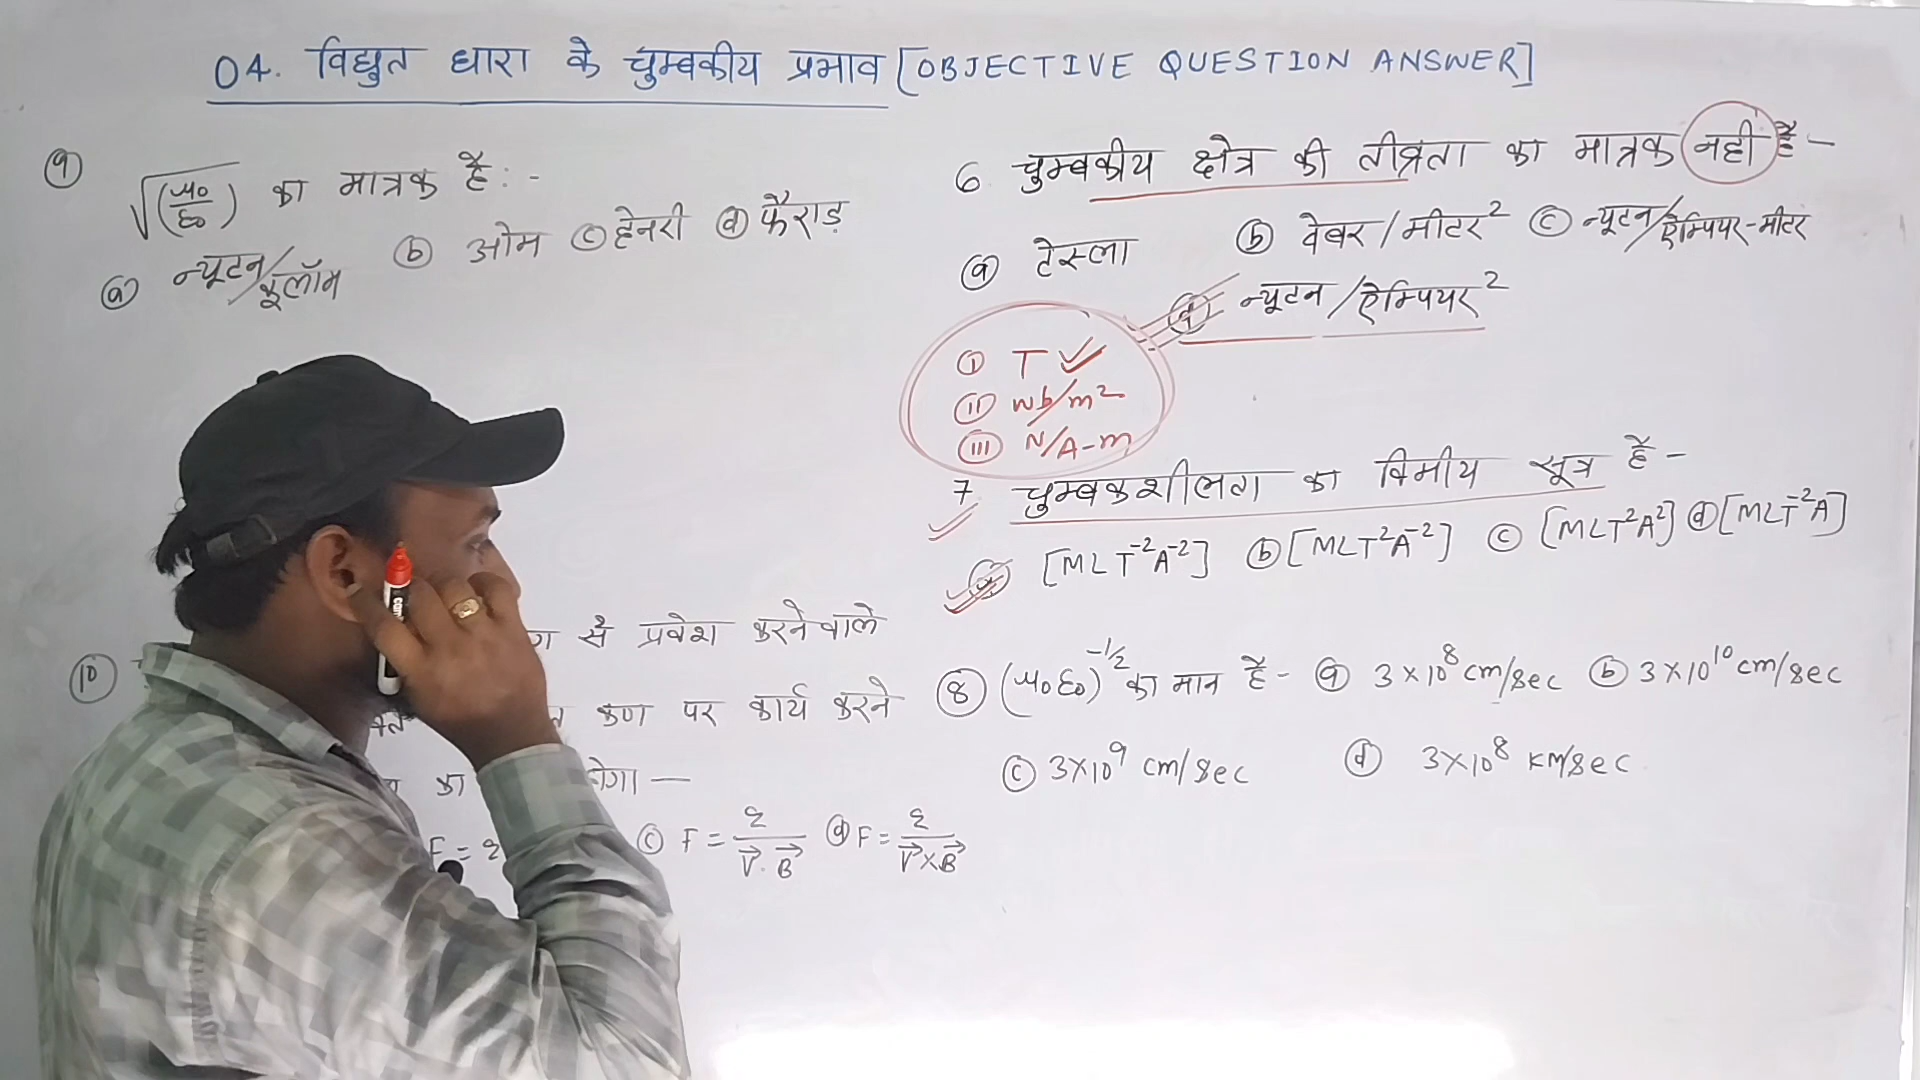 04. विद्युत धारा के चुम्बकीय प्रभाव [OBJECTIVE QUESTION ANSWER]
9 √(μ₀/ε₀) का मात्रक है:-
a न्यूटन/कूलॉम b ओम c हेनरी d फैराड़
10
से प्रवेश करने वाले
कण पर कार्य करने
का होगा —
F = q c F = q/V⃗.B⃗ d F = q/V⃗×B⃗
6 चुम्बकीय क्षेत्र की तीव्रता का मात्रक नही है -
a टेस्ला b वेबर/मीटर² c न्यूटन/ऐम्पियर-मीटर
d न्यूटन/ऐम्पियर²
I T ✓
II wb/m²
III N/A-m
7 चुम्बकशीलता का विमीय सूत्र है -
a [MLT⁻²A⁻²] b [MLT²A⁻²] c [MLT²A²] d [MLT⁻²A]
8 (μ₀ε₀)^-1/2 का मान है - a 3×10⁸ cm/sec b 3×10¹⁰ cm/sec
c 3×10⁹ cm/sec d 3×10⁸ KM/sec